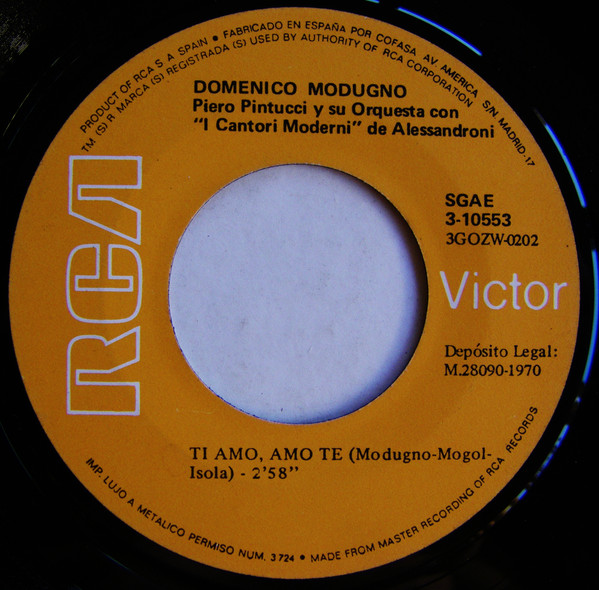 PRODUCT OF RCA S A SPAIN • FABRICADO EN ESPAÑA POR COFASA AV AMERICA S/N MADRID-17
TM (S) R MARCA (S) REGISTRADA (S) USED BY AUTHORITY OF RCA CORPORATION
DOMENICO MODUGNO
Piero Pintucci y su Orquesta con
"I Cantori Moderni" de Alessandroni
RCA
SGAE
3-10553
3GOZW-0202
Victor
Depósito Legal:
M.28090-1970
TI AMO, AMO TE (Modugno-Mogol-
Isola) - 2'58"
IMP. LUJO A METALICO PERMISO NUM. 3724 • MADE FROM MASTER RECORDING OF RCA RECORDS